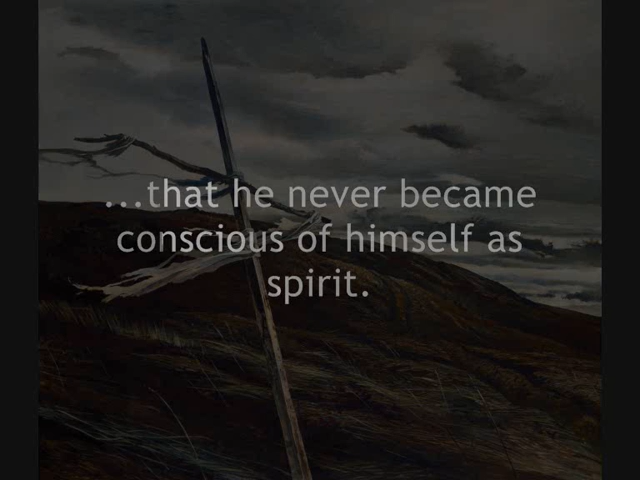 ...that he never became
conscious of himself as
spirit.